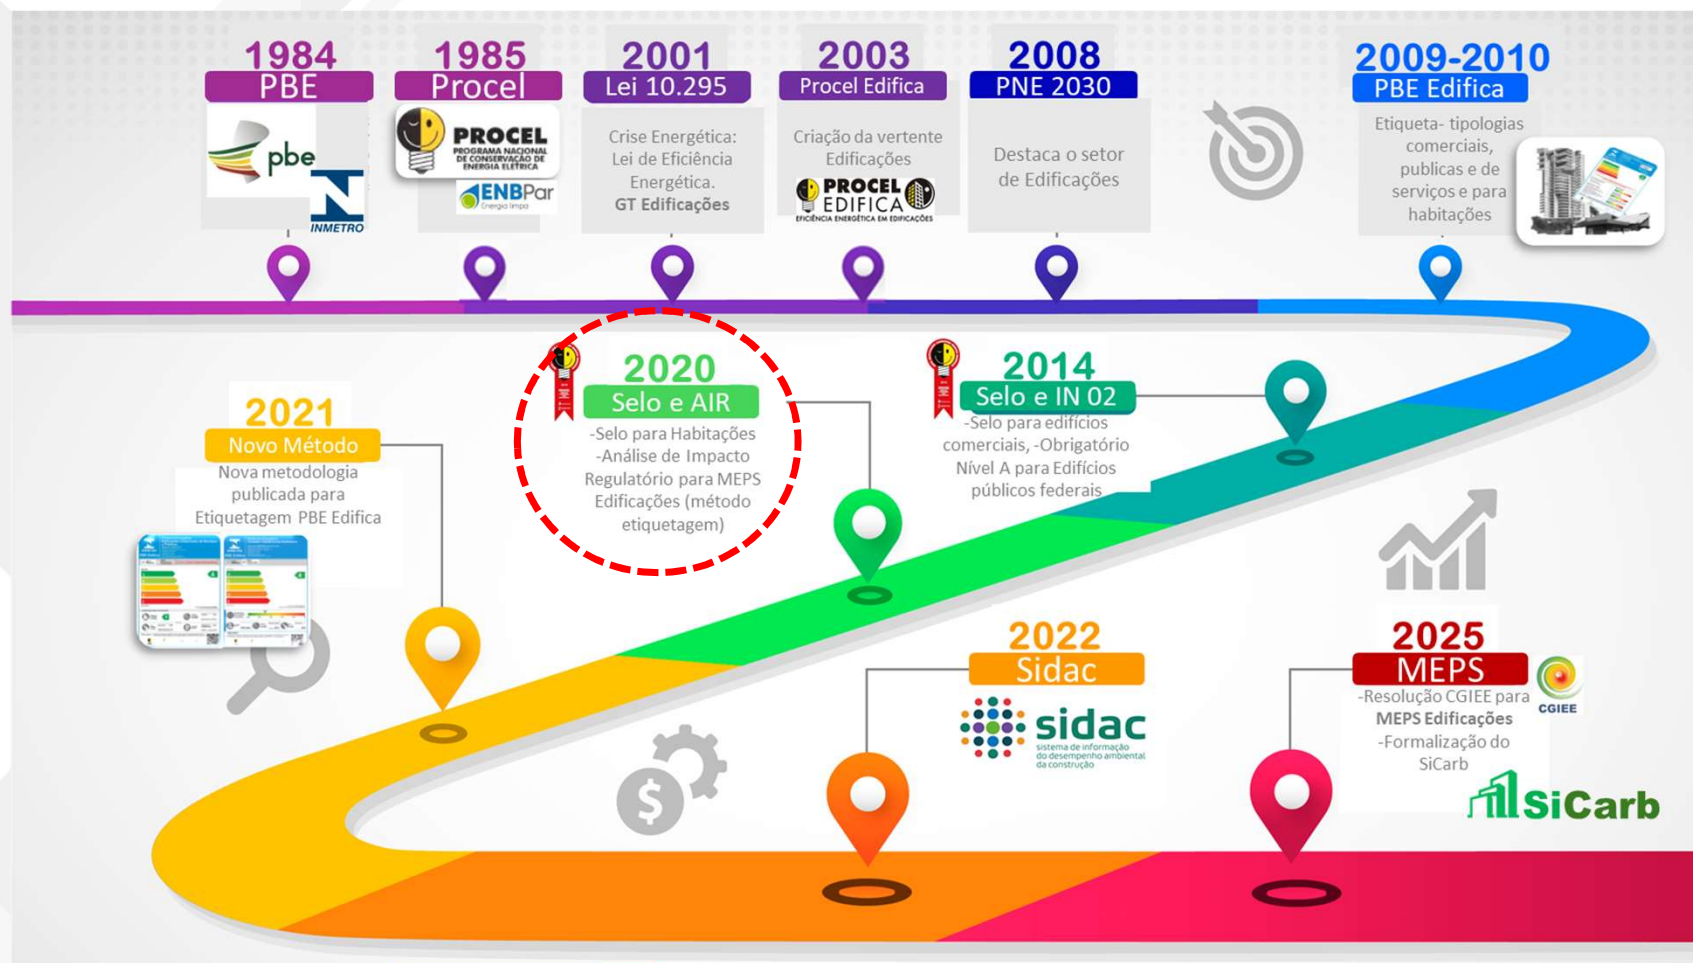 1984
PBE
pbe
INMETRO
1985
Procel
PROCEL
PROGRAMA NACIONAL
DE CONSERVAÇÃO DE
ENERGIA ELÉTRICA
ENBPar
Energia limpa
2001
Lei 10.295
Crise Energética:
Lei de Eficiência
Energética.
GT Edificações
2003
Procel Edifica
Criação da vertente
Edificações
PROCEL
EDIFICA
EFICIÊNCIA ENERGÉTICA EM EDIFICAÇÕES
2008
PNE 2030
Destaca o setor
de Edificações
2009-2010
PBE Edifica
Etiqueta- tipologias
comerciais,
publicas e de
serviços e para
habitações
2014
Selo e IN 02
-Selo para edifícios
comerciais, -Obrigatório
Nível A para Edifícios
públicos federais
2020
Selo e AIR
-Selo para Habitações
-Análise de Impacto
Regulatório para MEPS
Edificações (método
etiquetagem)
2021
Novo Método
Nova metodologia
publicada para
Etiquetagem PBE Edifica
2022
Sidac
sidac
sistema de informação
do desempenho ambiental
da construção
$
2025
MEPS
-Resolução CGIEE para
MEPS Edificações
-Formalização do
SiCarb
CGIEE
SiCarb